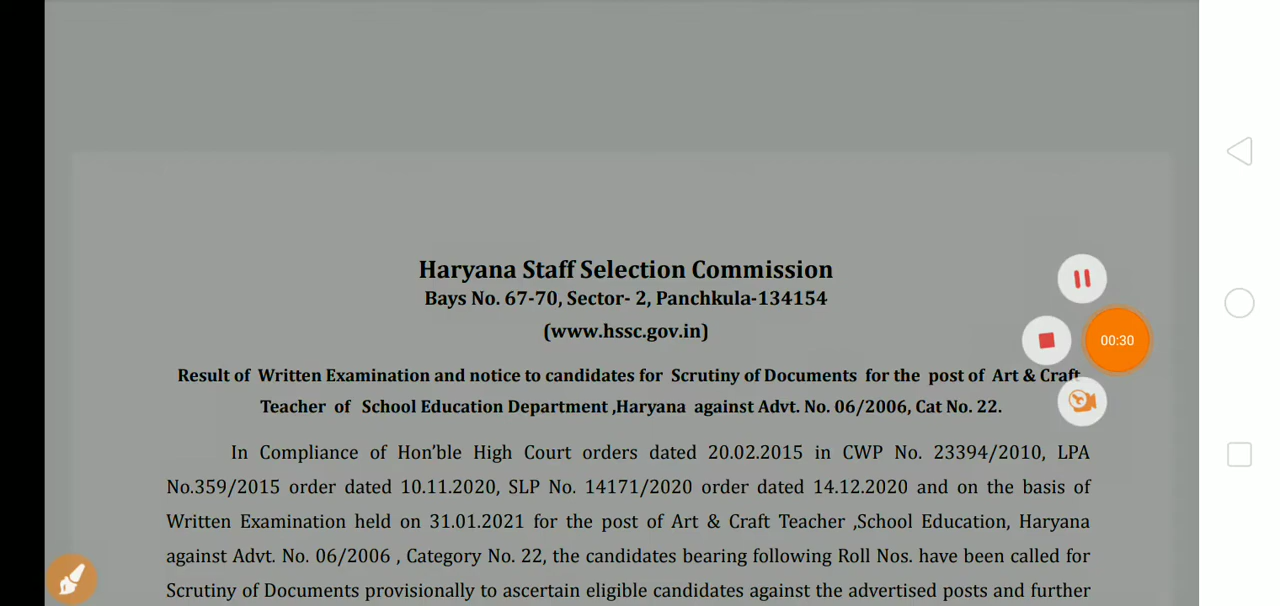 Haryana Staff Selection Commission
Bays No. 67-70, Sector- 2, Panchkula-134154
(www.hssc.gov.in)
00:30
Result of Written Examination and notice to candidates for Scrutiny of Documents for the post of Art & Craft
Teacher of School Education Department ,Haryana against Advt. No. 06/2006, Cat No. 22.
In Compliance of Hon'ble High Court orders dated 20.02.2015 in CWP No. 23394/2010, LPA
No.359/2015 order dated 10.11.2020, SLP No. 14171/2020 order dated 14.12.2020 and on the basis of
Written Examination held on 31.01.2021 for the post of Art & Craft Teacher ,School Education, Haryana
against Advt. No. 06/2006 , Category No. 22, the candidates bearing following Roll Nos. have been called for
Scrutiny of Documents provisionally to ascertain eligible candidates against the advertised posts and further